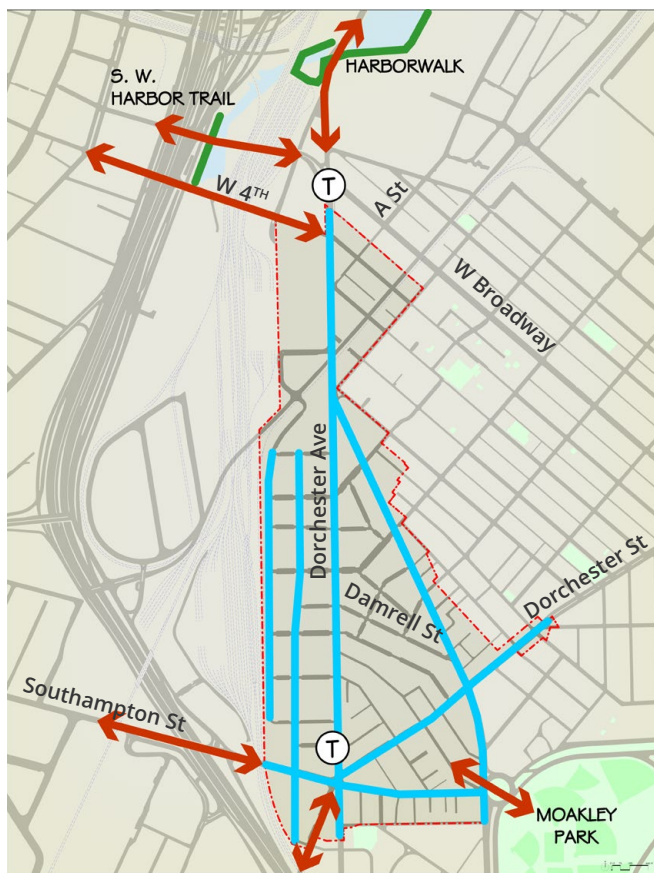 S. W.
HARBOR TRAIL
HARBORWALK
W 4TH
T
A St
W Broadway
Dorchester Ave
Damrell St
Dorchester St
Southampton St
T
MOAKLEY
PARK